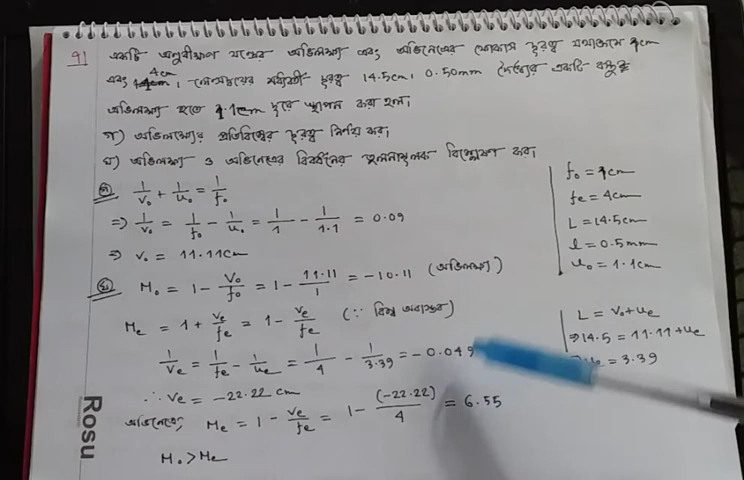 ৭১ একটি অণুবীক্ষণ যন্ত্রের অভিলক্ষ্য এবং অভিনেত্রের ফোকাস দূরত্ব যথাক্রমে 1cm
এবং 4cm, লেন্সদ্বয়ের মধ্যবর্তী দূরত্ব 14.5cm, 0.50mm দৈর্ঘ্যের একটি বস্তুকে
অভিলক্ষ্য হতে 1.1cm দূরে স্থাপন করা হলো।
গ) অভিলক্ষ্যের প্রতিবিম্বের দূরত্ব নির্ণয় কর।
ঘ) অভিলক্ষ্য ও অভিনেত্রের বিবর্ধনের তুলনামূলক বিশ্লেষণ কর।
গ 1/v₀ + 1/u₀ = 1/f₀
⇒ 1/v₀ = 1/f₀ - 1/u₀ = 1/1 - 1/1.1 = 0.09
⇒ v₀ = 11.11cm
f₀ = 1cm
fe = 4cm
L = 14.5cm
l = 0.5mm
u₀ = 1.1cm
ঘ M₀ = 1 - v₀/f₀ = 1 - 11.11/1 = -10.11 (অভিলক্ষ্য)
Me = 1 + ve/fe = 1 - ve/fe (∵ বিম্ব অবাস্তব)
1/ve = 1/fe - 1/ue = 1/4 - 1/3.39 = -0.049
∴ ve = -22.22 cm
অভিনেত্রে, Me = 1 - ve/fe = 1 - (-22.22)/4 = 6.55
M₀ > Me
L = v₀ + ue
⇒ 14.5 = 11.11 + ue
= 3.39
Rosu